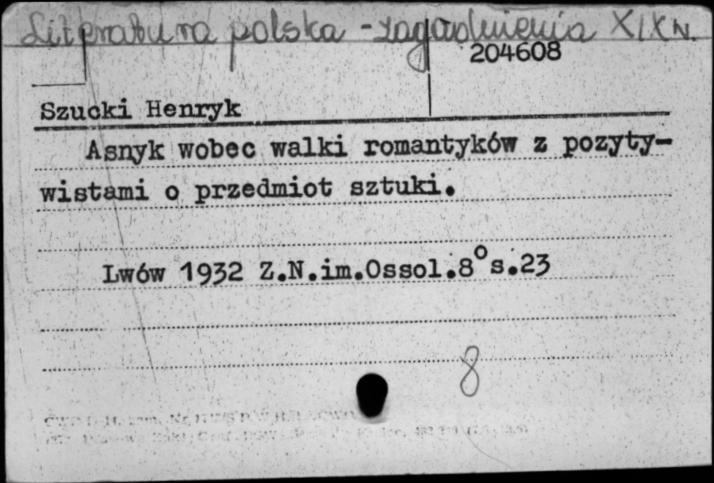 Literatura polska - zagadnienia XIX w.
204608
Szucki Henryk
Asnyk wobec walki romantyków z pozyty-
wistami o przedmiot sztuki.
Lwów 1932 Z.N.im.Ossol.8° s.23
8